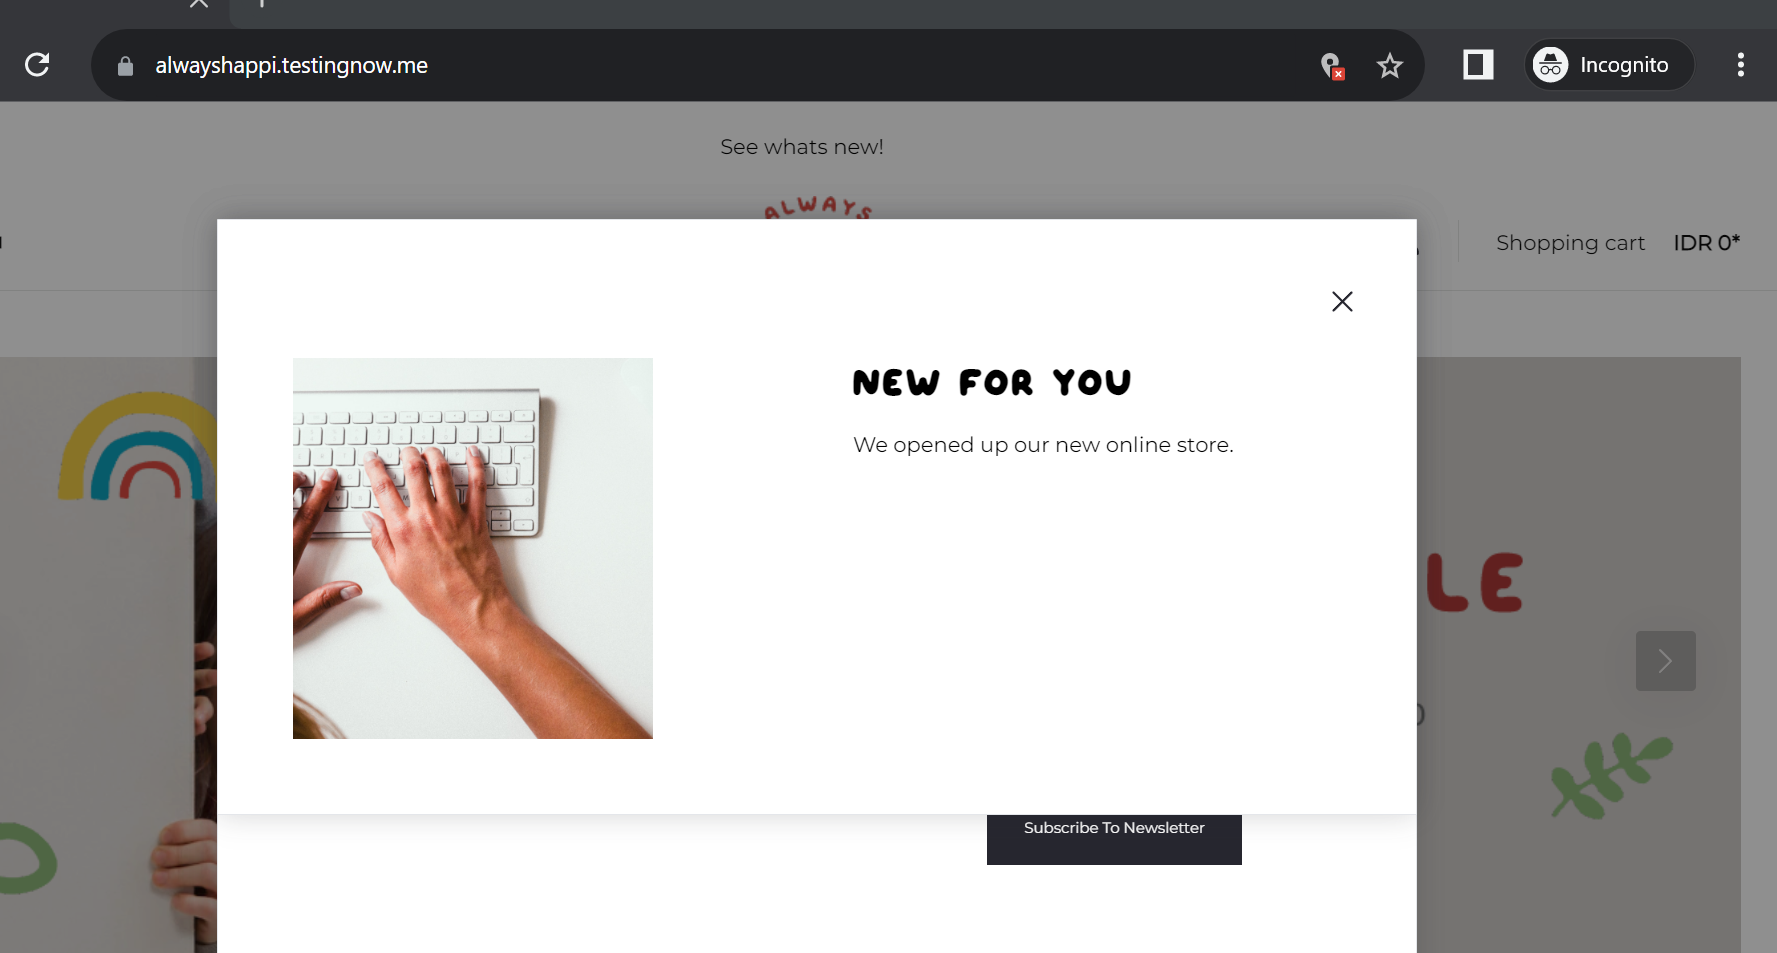 alwayshappi.testingnow.me
Incognito
See whats new!
ALWAYS
Shopping cart IDR 0*
NEW FOR YOU
We opened up our new online store.
LE
Subscribe To Newsletter